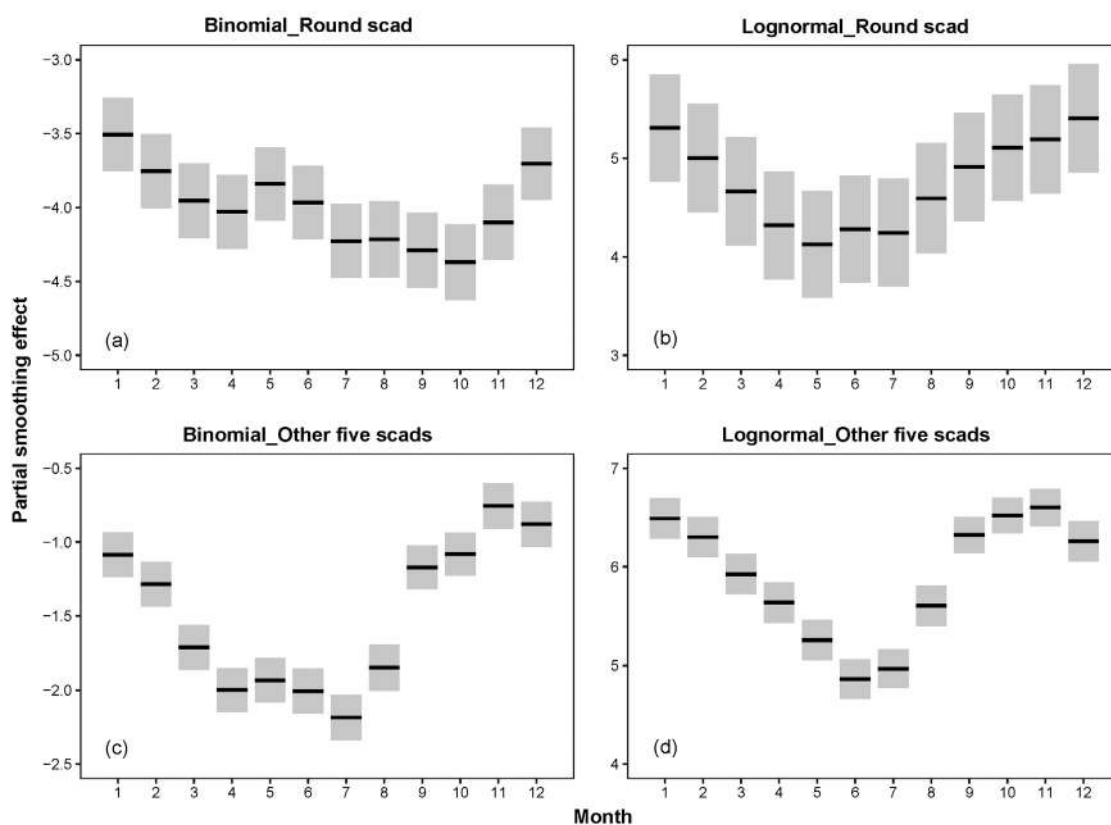 Binomial_Round scad
−3.0
−3.5
−4.0
−4.5
−5.0
(a)
1 2 3 4 5 6 7 8 9 10 11 12
Lognormal_Round scad
6
5
4
3
(b)
1 2 3 4 5 6 7 8 9 10 11 12
Partial smoothing effect
Binomial_Other five scads
−0.5
−1.0
−1.5
−2.0
−2.5
(c)
1 2 3 4 5 6 7 8 9 10 11 12
Lognormal_Other five scads
7
6
5
4
(d)
1 2 3 4 5 6 7 8 9 10 11 12
Month